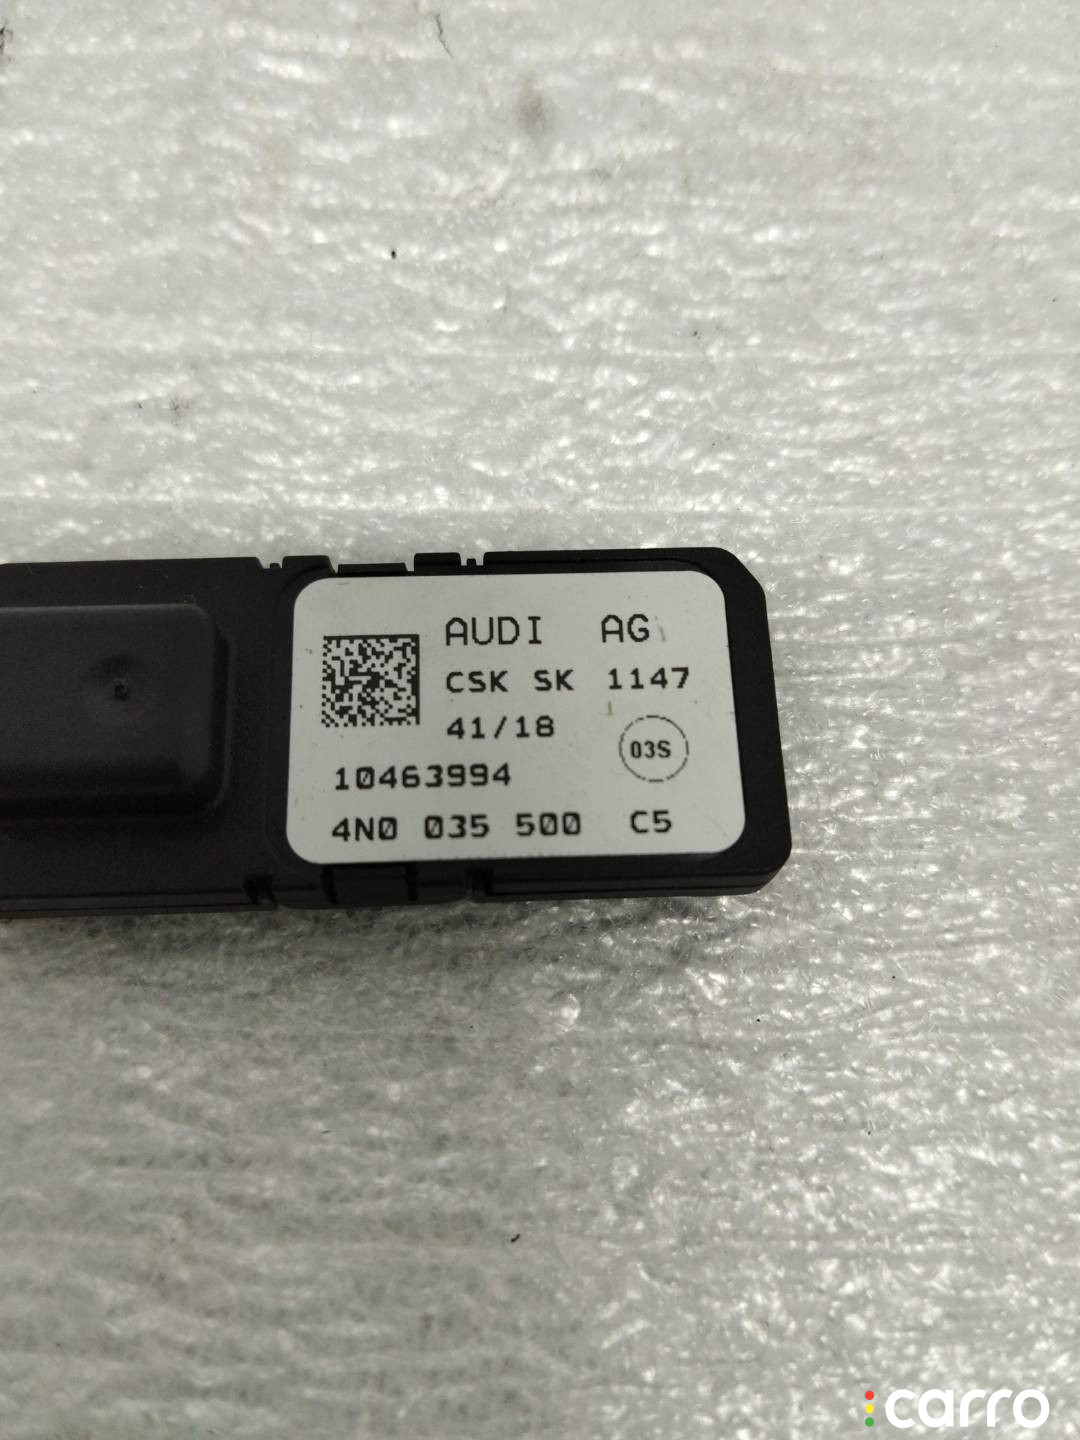 AUDI AG
CSK SK 1147
41/18
03S
10463994
4N0 035 500 C5
carro